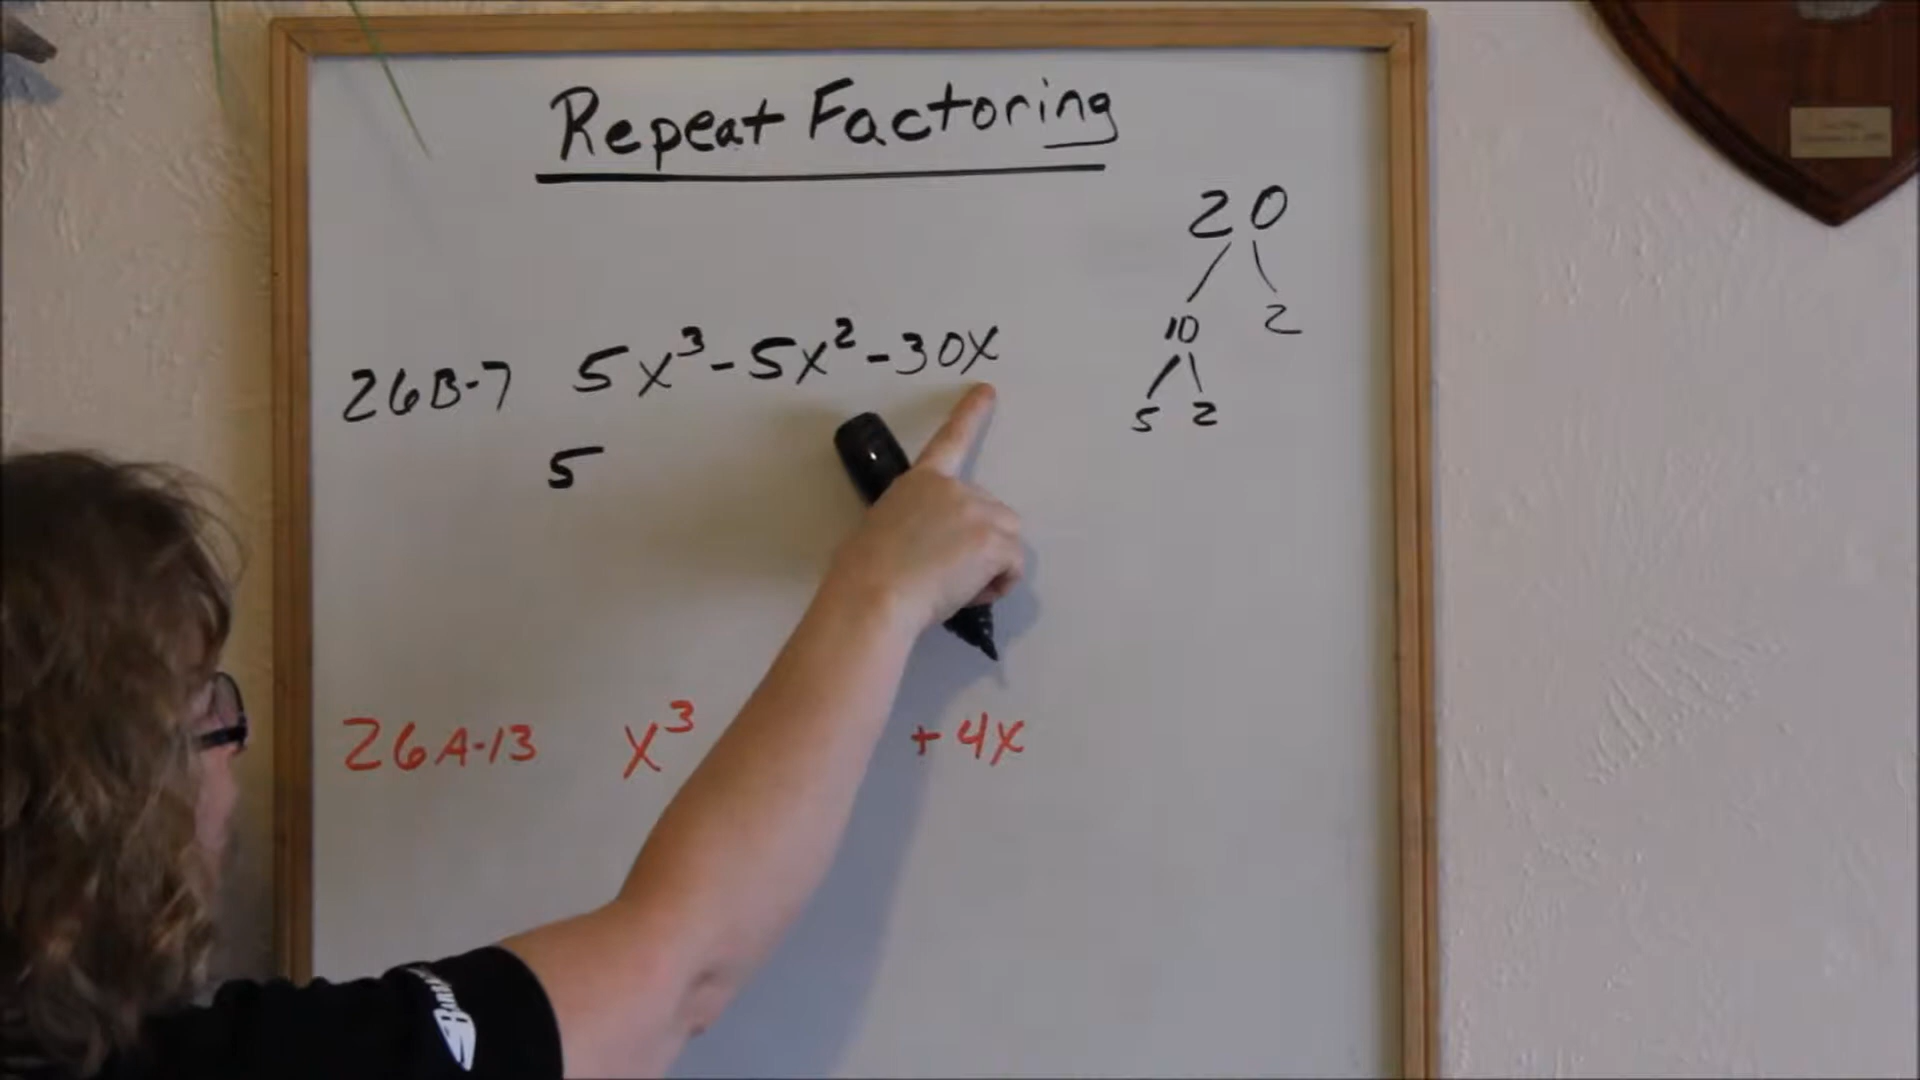 Repeat Factoring
20
10 2
5 2
26B-7 5x³-5x²-30x
5
26A-13 x³ +4x